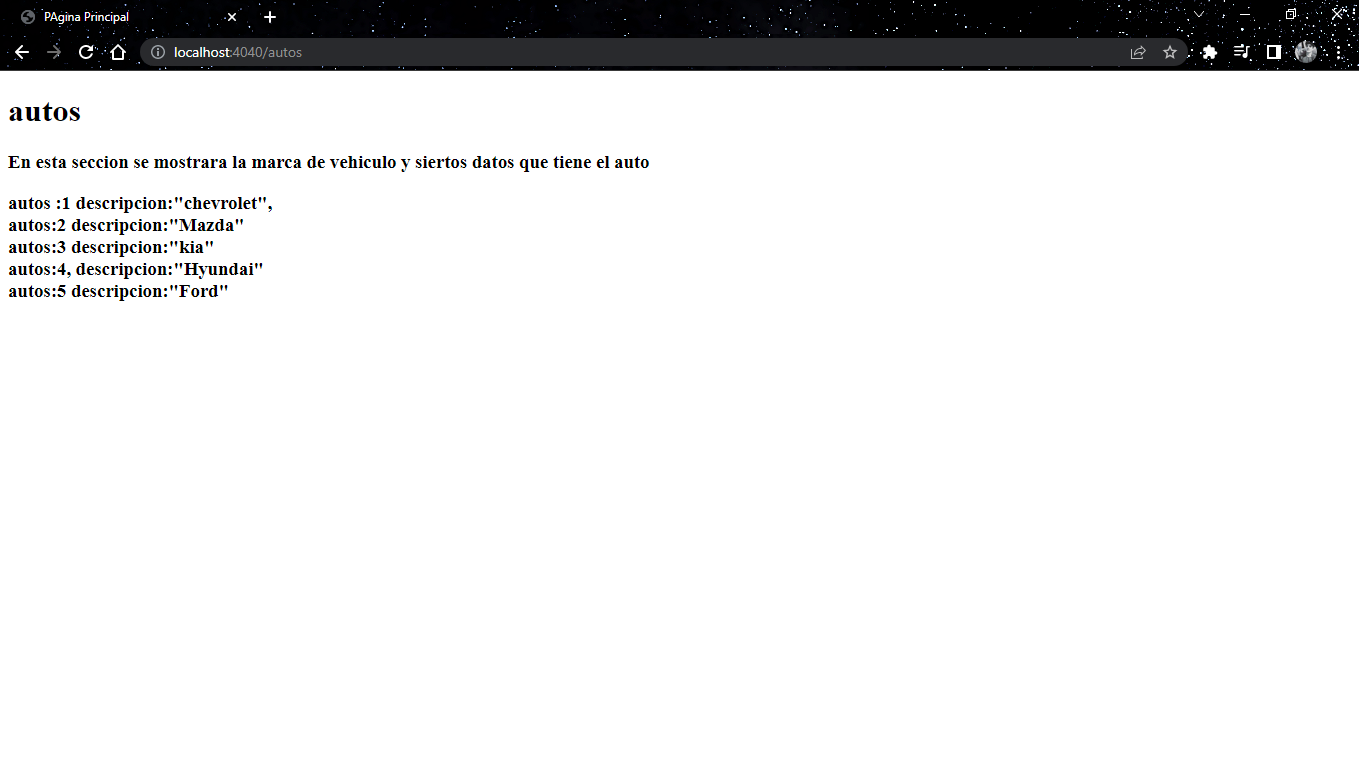 PAgina Principal
localhost:4040/autos
autos
En esta seccion se mostrara la marca de vehiculo y siertos datos que tiene el auto
autos :1 descripcion:"chevrolet",
autos:2 descripcion:"Mazda"
autos:3 descripcion:"kia"
autos:4, descripcion:"Hyundai"
autos:5 descripcion:"Ford"